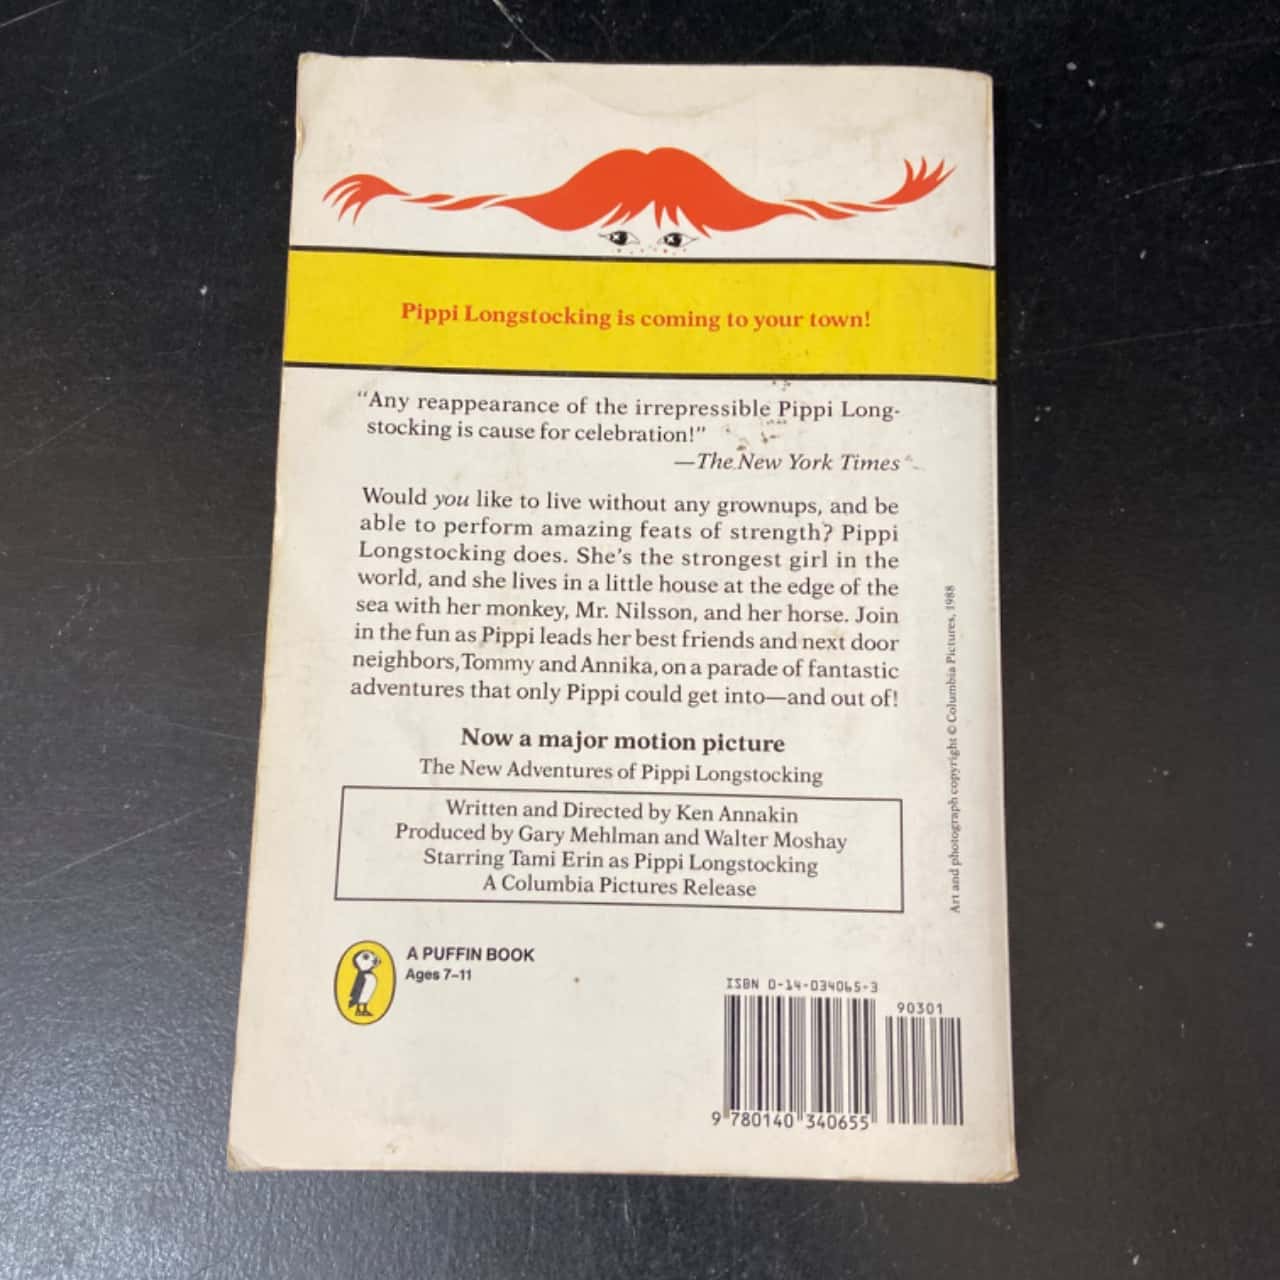 Pippi Longstocking is coming to your town!
“Any reappearance of the irrepressible Pippi Long-
stocking is cause for celebration!”
—The New York Times
Would you like to live without any grownups, and be
able to perform amazing feats of strength? Pippi
Longstocking does. She’s the strongest girl in the
world, and she lives in a little house at the edge of the
sea with her monkey, Mr. Nilsson, and her horse. Join
in the fun as Pippi leads her best friends and next door
neighbors, Tommy and Annika, on a parade of fantastic
adventures that only Pippi could get into—and out of!
Now a major motion picture
The New Adventures of Pippi Longstocking
Written and Directed by Ken Annakin
Produced by Gary Mehlman and Walter Moshay
Starring Tami Erin as Pippi Longstocking
A Columbia Pictures Release
Art and photograph copyright © Columbia Pictures, 1988
A PUFFIN BOOK
Ages 7–11
ISBN 0-14-034065-3
90301
9 780140 340655